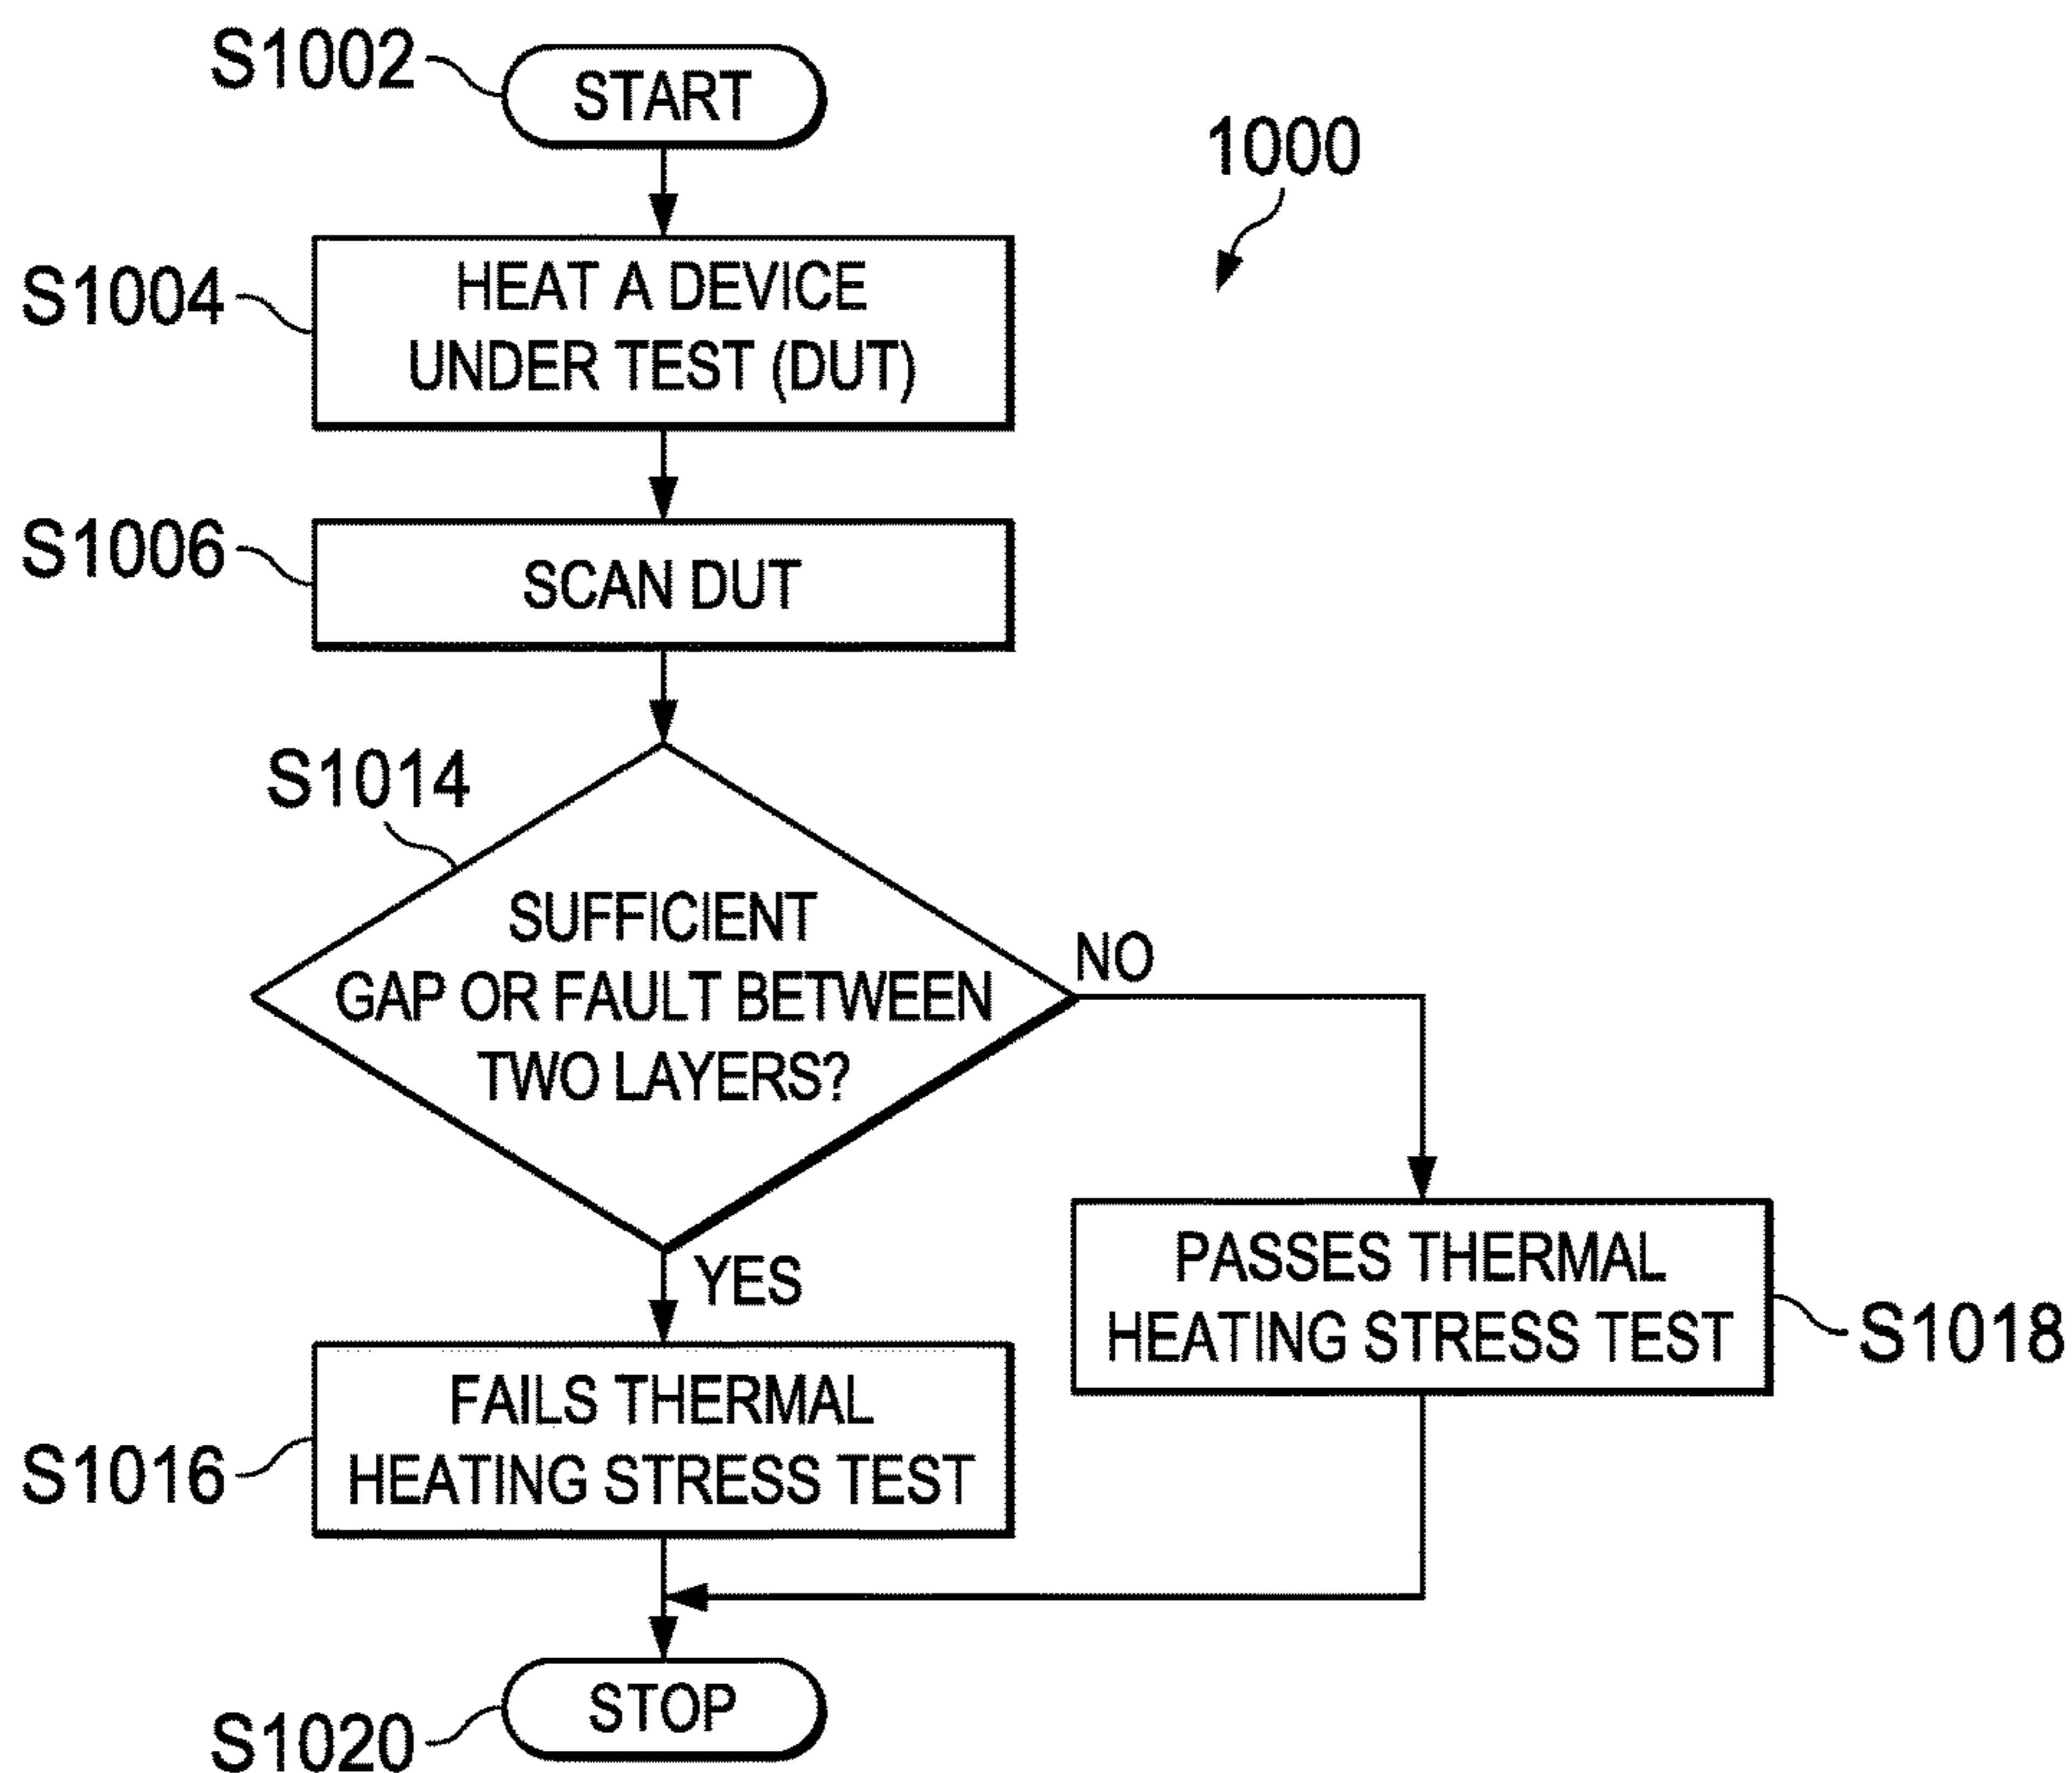 S1002
START
1000
S1004
HEAT A DEVICE
UNDER TEST (DUT)
S1006
SCAN DUT
S1014
SUFFICIENT
GAP OR FAULT BETWEEN
TWO LAYERS?
NO
YES
PASSES THERMAL
HEATING STRESS TEST
S1018
FAILS THERMAL
HEATING STRESS TEST
S1016
STOP
S1020